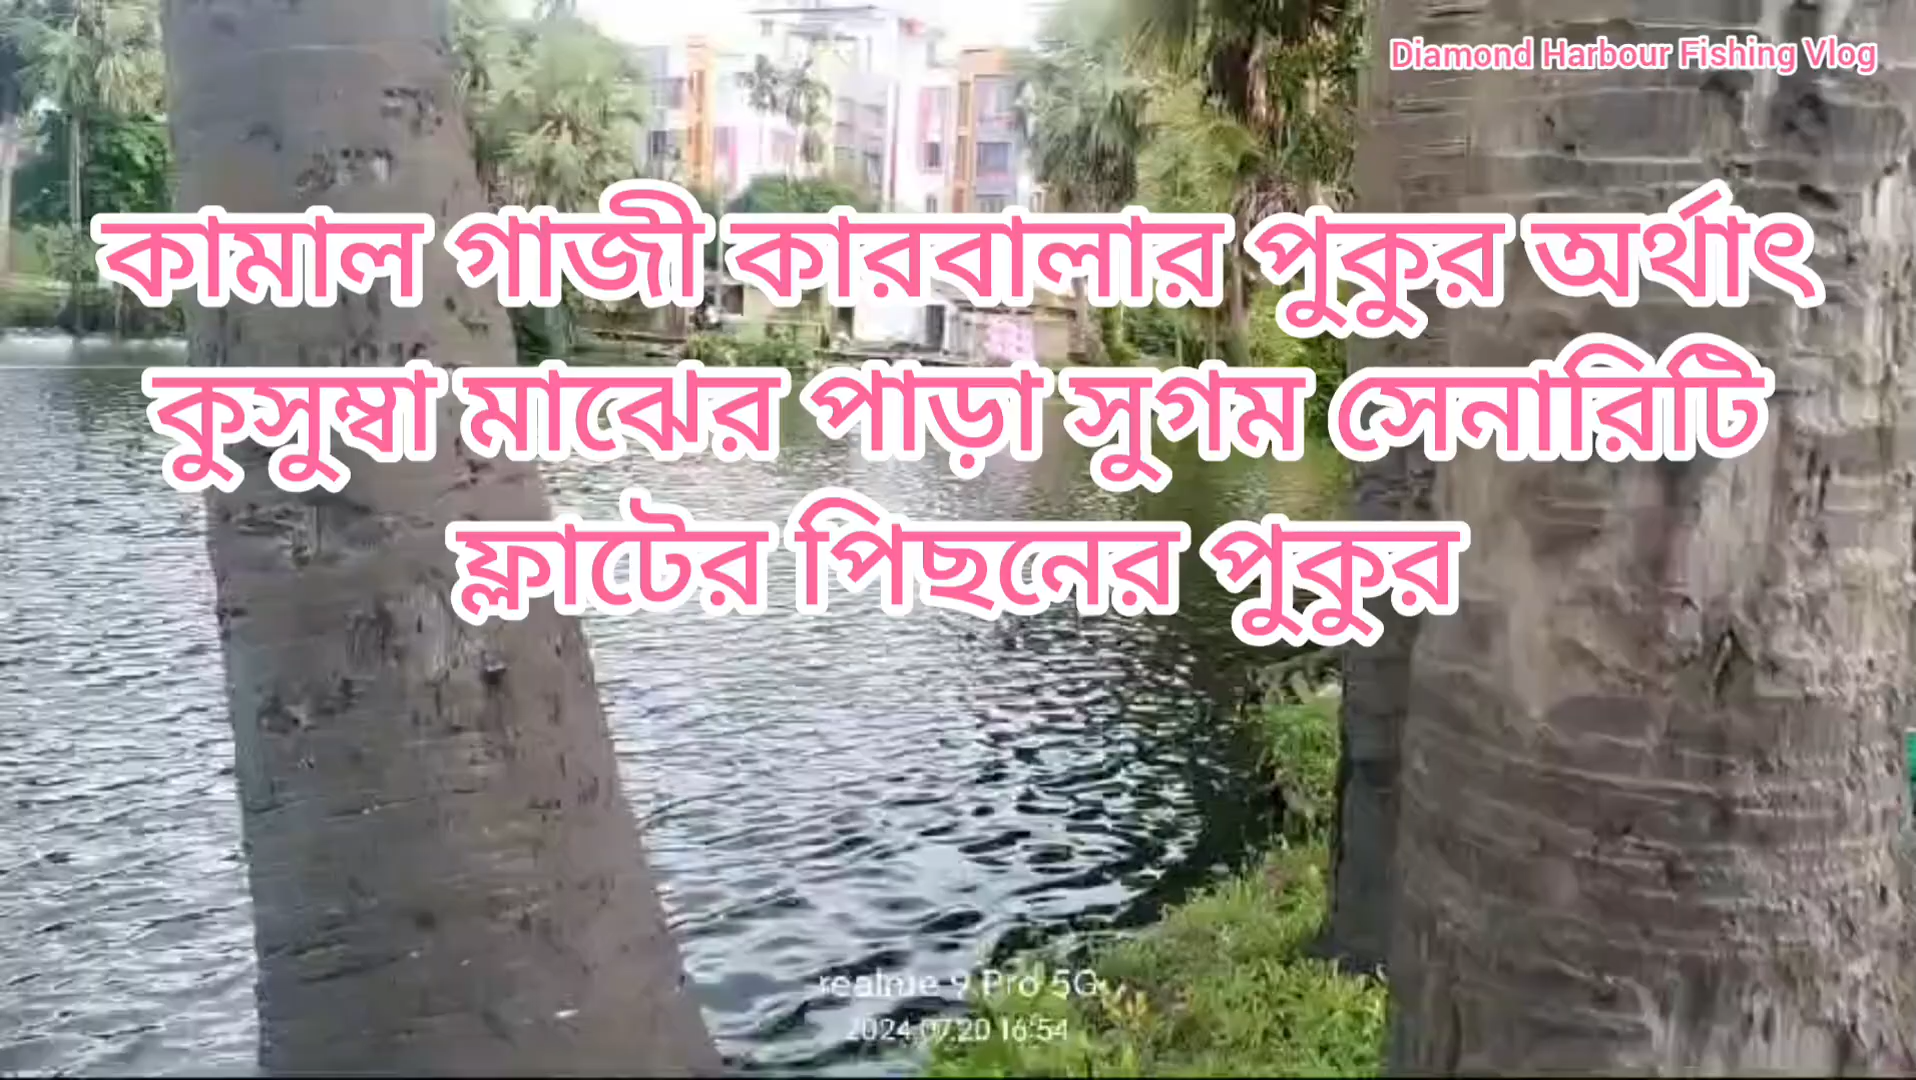 Diamond Harbour Fishing Vlog
কামাল গাজী কারবালার পুকুর অর্থাৎ
কুসুম্বা মাঝের পাড়া সুগম সেনারিটি
ফ্লাটের পিছনের পুকুর
realme 9 Pro 5G
2024.07.20 16:54